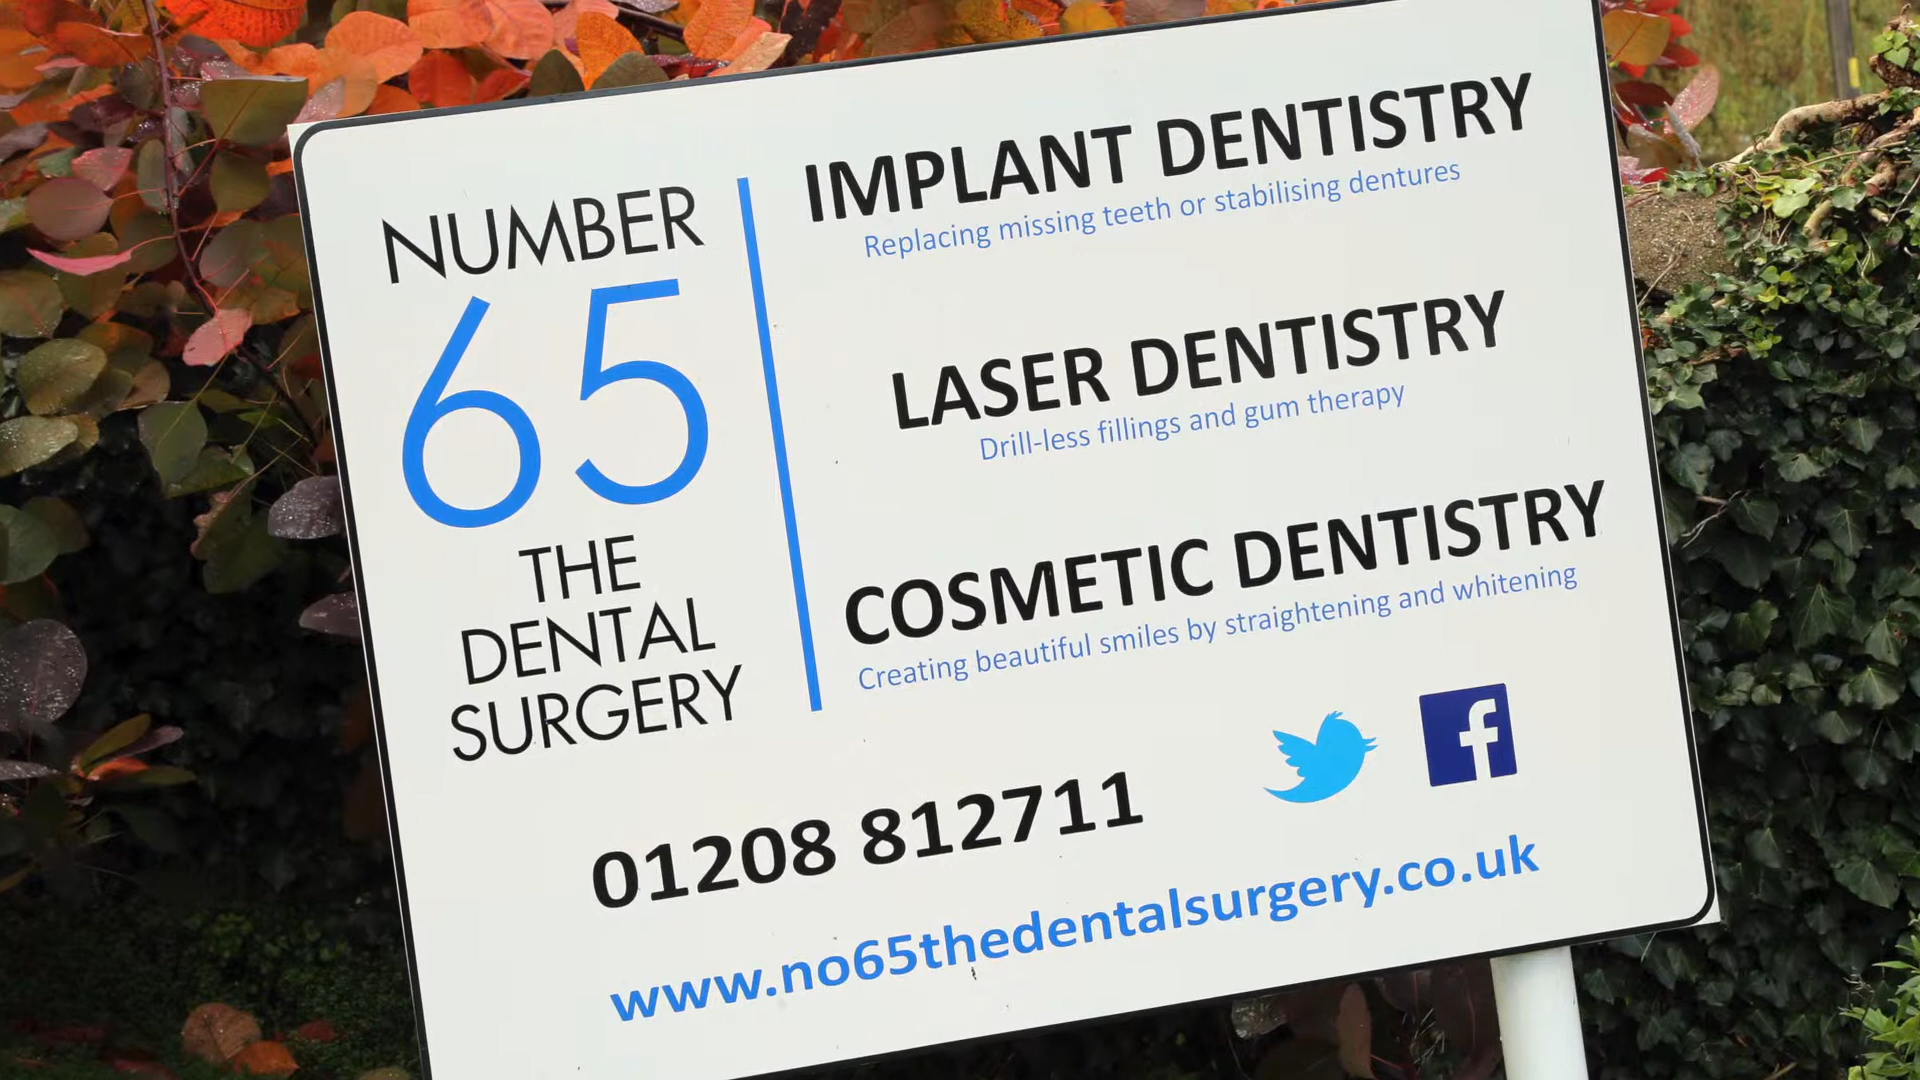 NUMBER
65
THE
DENTAL
SURGERY
IMPLANT DENTISTRY
Replacing missing teeth or stabilising dentures
LASER DENTISTRY
Drill-less fillings and gum therapy
COSMETIC DENTISTRY
Creating beautiful smiles by straightening and whitening
01208 812711
www.no65thedentalsurgery.co.uk